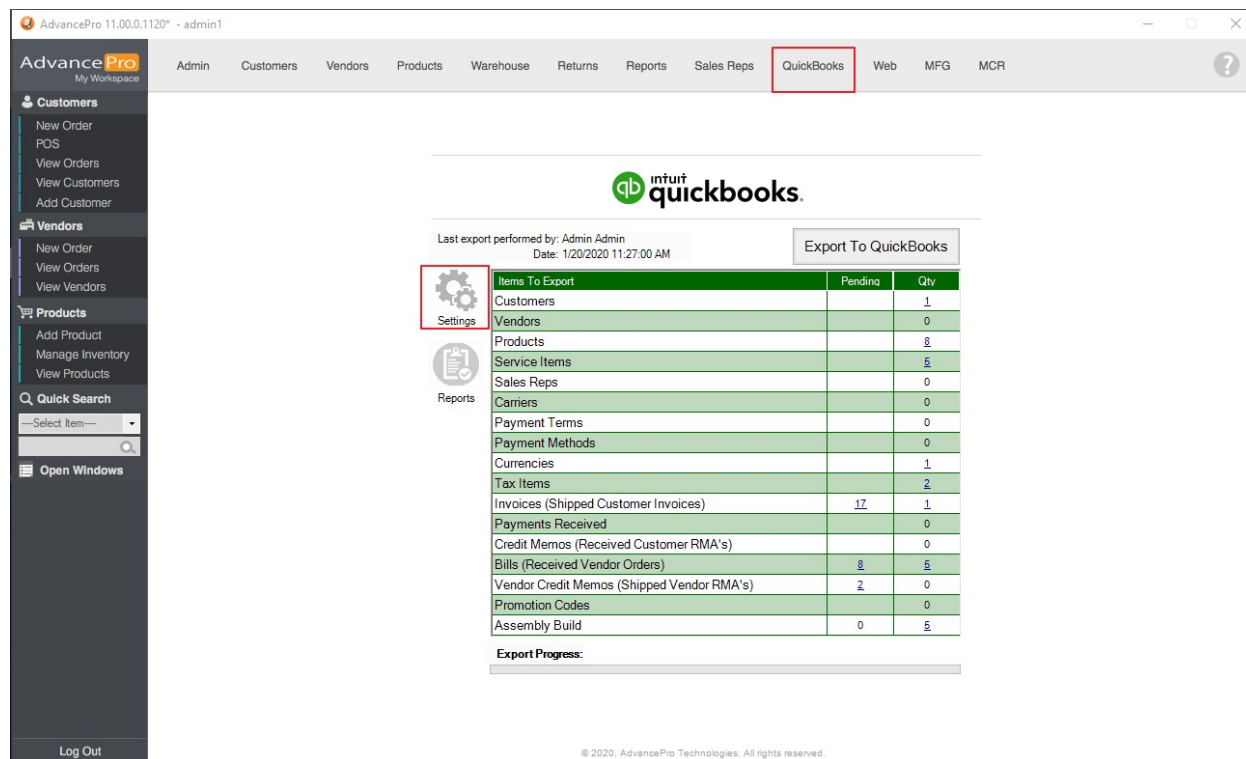 AdvancePro 11.00.0.1120* - admin1
AdvancePro
My Workspace
Admin Customers Vendors Products Warehouse Returns Reports Sales Reps QuickBooks Web MFG MCR
?
Customers
New Order
POS
View Orders
View Customers
Add Customer
Vendors
New Order
View Orders
View Vendors
Products
Add Product
Manage Inventory
View Products
Quick Search
---Select Item---
Open Windows
Log Out
qb intuit quickbooks.
Last export performed by: Admin Admin
Date: 1/20/2020 11:27:00 AM
Export To QuickBooks
Settings
Reports
Items To Export Pending Qty
Customers 1
Vendors 0
Products 8
Service Items 5
Sales Reps 0
Carriers 0
Payment Terms 0
Payment Methods 0
Currencies 1
Tax Items 2
Invoices (Shipped Customer Invoices) 17 1
Payments Received 0
Credit Memos (Received Customer RMA's) 0
Bills (Received Vendor Orders) 8 5
Vendor Credit Memos (Shipped Vendor RMA's) 2 0
Promotion Codes 0
Assembly Build 0 5
Export Progress:
© 2020, AdvancePro Technologies. All rights reserved.